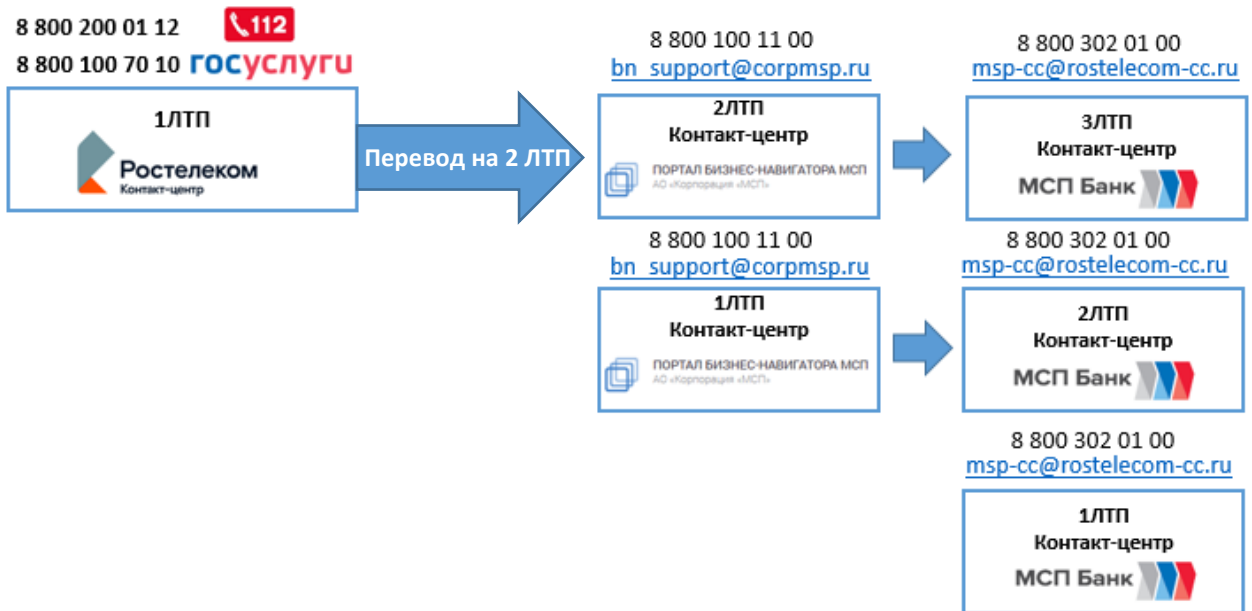 8 800 200 01 12
112
8 800 100 70 10 госуслуги
1ЛТП
Ростелеком
Контакт-центр
Перевод на 2 ЛТП
8 800 100 11 00
bn_support@corpmsp.ru
2ЛТП
Контакт-центр
ПОРТАЛ БИЗНЕС-НАВИГАТОРА МСП
АО «Корпорация «МСП»
8 800 302 01 00
msp-cc@rostelecom-cc.ru
3ЛТП
Контакт-центр
МСП Банк
8 800 100 11 00
bn_support@corpmsp.ru
1ЛТП
Контакт-центр
ПОРТАЛ БИЗНЕС-НАВИГАТОРА МСП
АО «Корпорация «МСП»
8 800 302 01 00
msp-cc@rostelecom-cc.ru
2ЛТП
Контакт-центр
МСП Банк
8 800 302 01 00
msp-cc@rostelecom-cc.ru
1ЛТП
Контакт-центр
МСП Банк